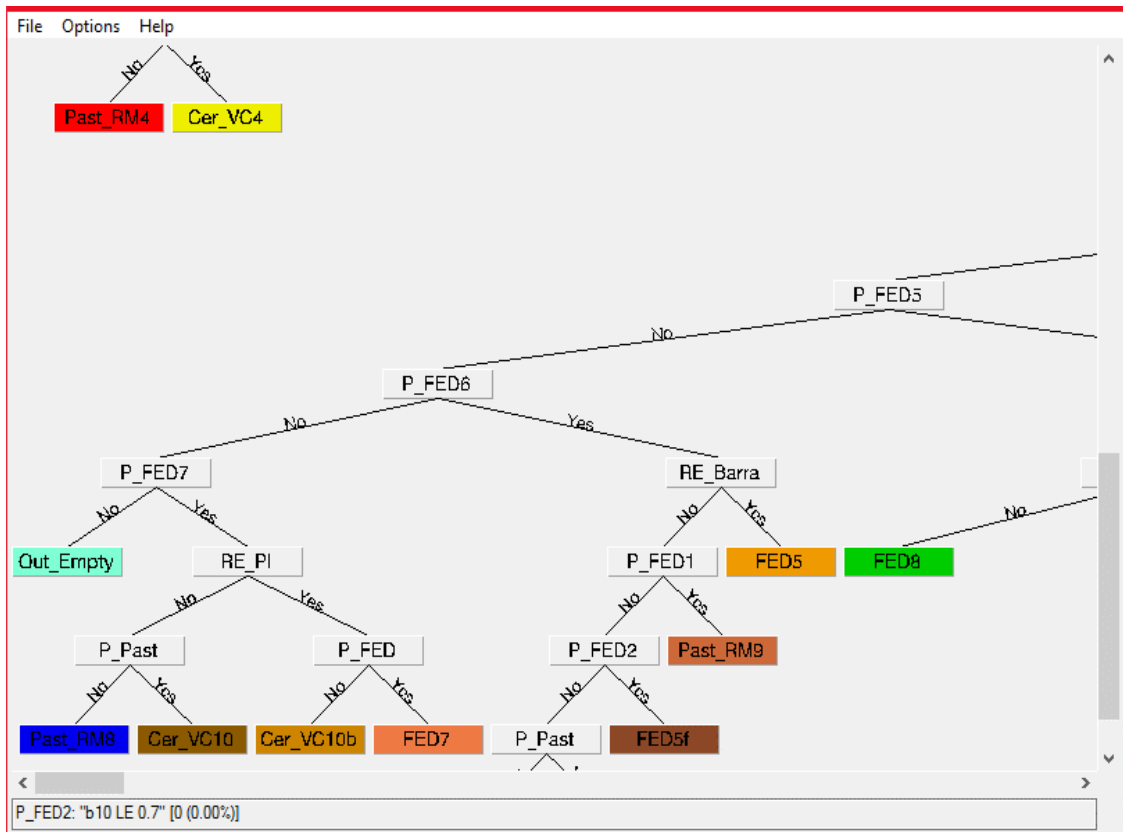 File Options Help
No Yes
Past_RM4 Cer_VC4
P_FED5
No
P_FED6
No Yes
P_FED7 RE_Barra
No Yes No Yes No
Out_Empty RE_PI P_FED1 FED5 FED8
No Yes No Yes
P_Past P_FED P_FED2 Past_RM9
No Yes No Yes No Yes
Past_RM8 Cer_VC10 Cer_VC10b FED7 P_Past FED5f
P_FED2: "b10 LE 0.7" [0 (0.00%)]